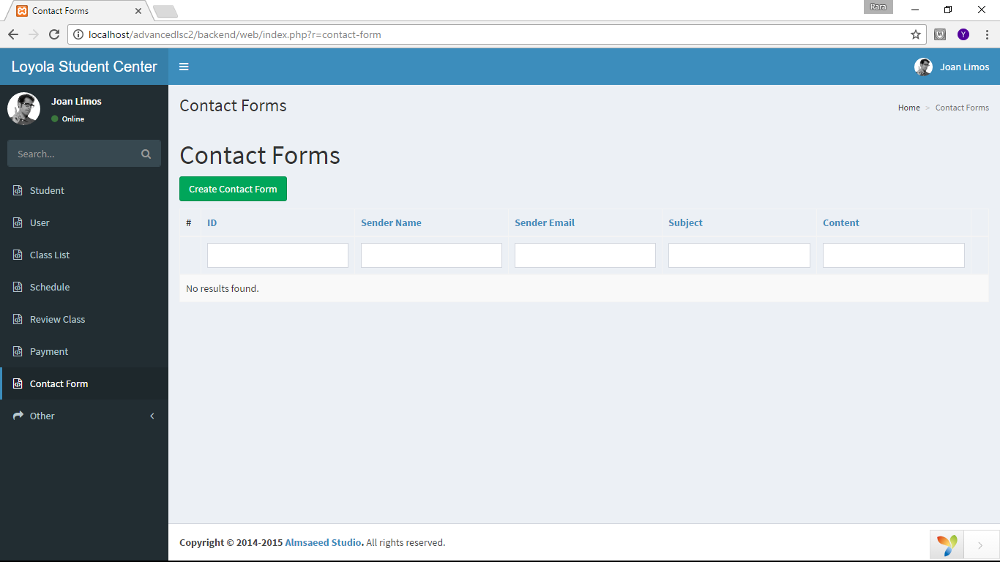 Contact Forms
Rara
localhost/advancedlsc2/backend/web/index.php?r=contact-form
Y
Loyola Student Center
Joan Limos
Joan Limos
Online
Search...
Student
User
Class List
Schedule
Review Class
Payment
Contact Form
Other
Contact Forms
Home > Contact Forms
Contact Forms
Create Contact Form
# ID Sender Name Sender Email Subject Content
No results found.
Copyright © 2014-2015 Almsaeed Studio. All rights reserved.